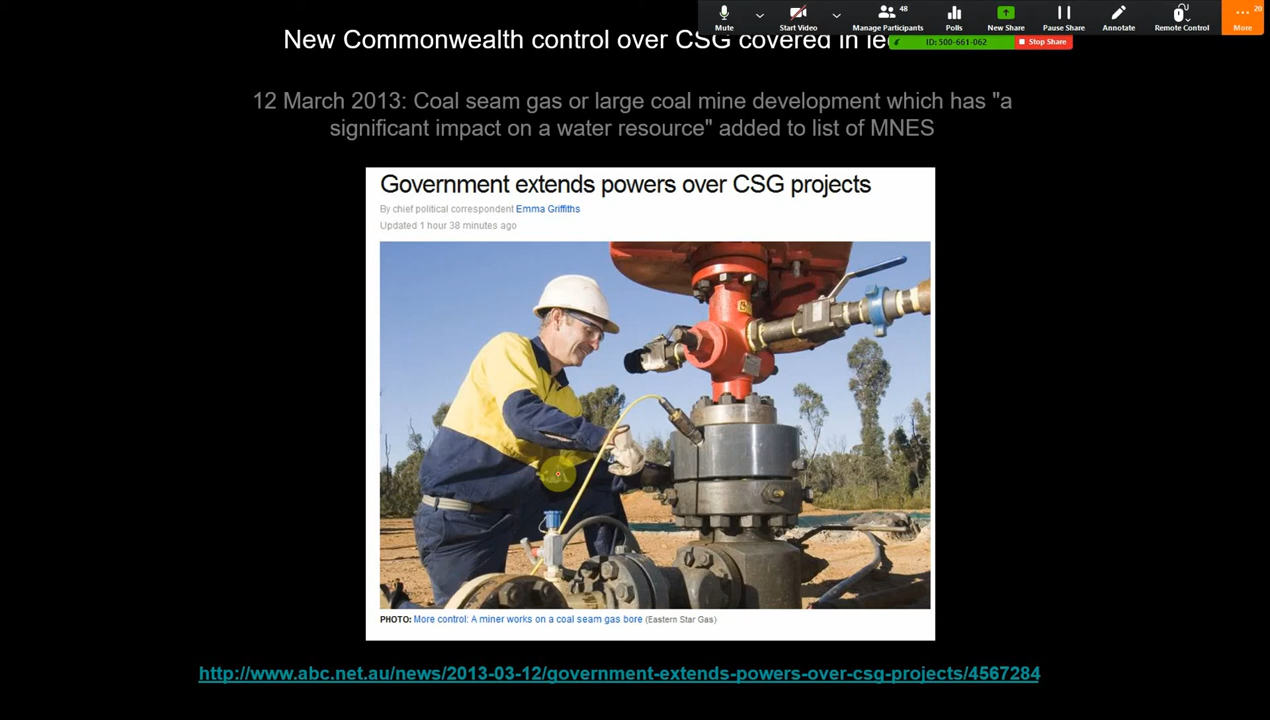 48
20
Mute
Start Video
Manage Participants
Polls
New Share
Pause Share
Annotate
Remote Control
More
New Commonwealth control over CSG covered in
ID: 500-661-062
Stop Share
12 March 2013: Coal seam gas or large coal mine development which has "a
significant impact on a water resource" added to list of MNES
Government extends powers over CSG projects
By chief political correspondent Emma Griffiths
Updated 1 hour 38 minutes ago
PHOTO: More control: A miner works on a coal seam gas bore (Eastern Star Gas)
http://www.abc.net.au/news/2013-03-12/government-extends-powers-over-csg-projects/4567284